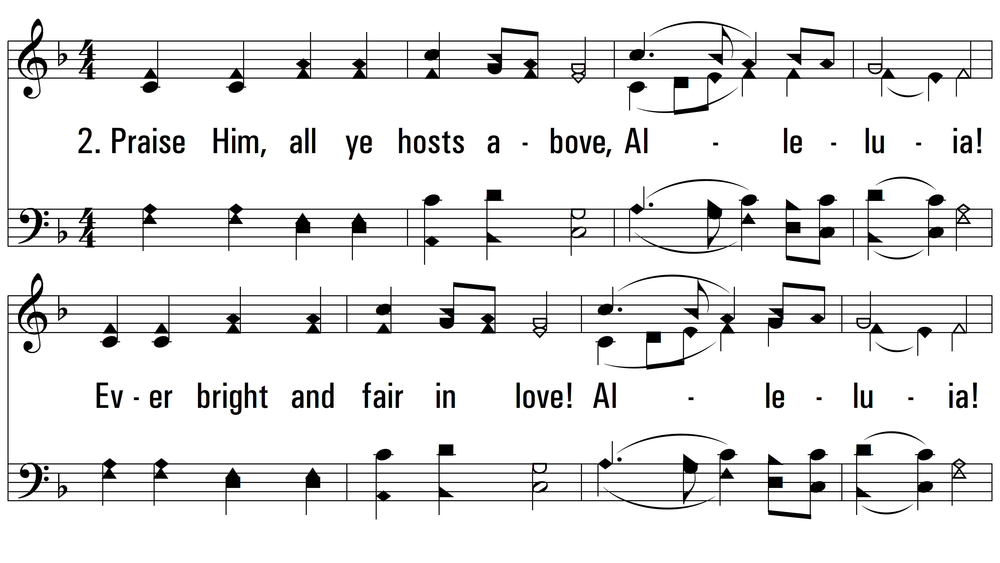 2. Praise Him, all ye hosts a - bove, Al - le - lu - ia!
Ev - er bright and fair in love! Al - le - lu - ia!